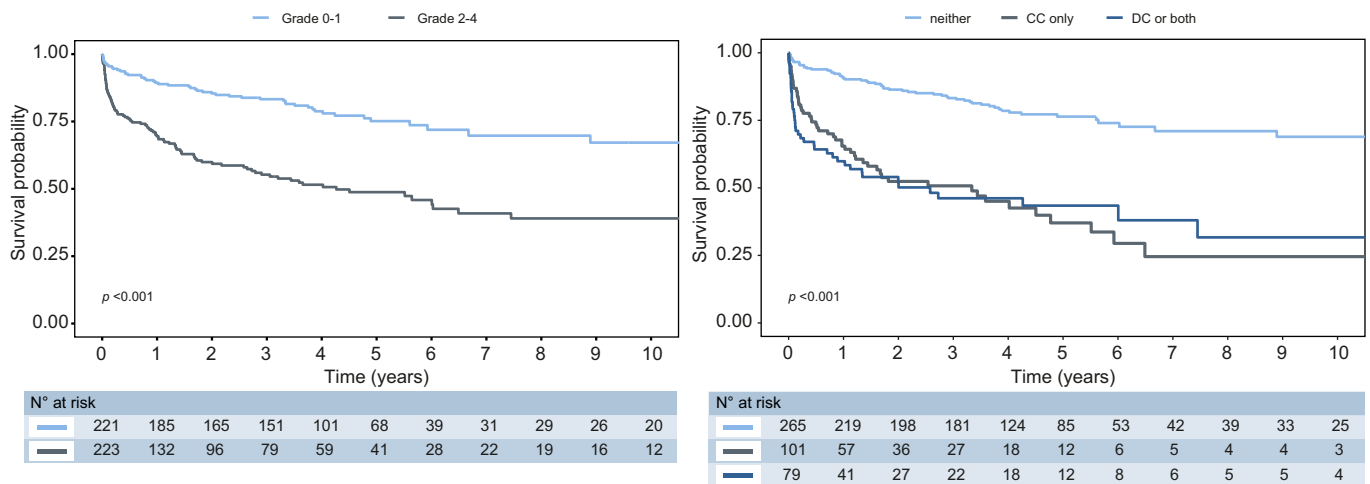 Grade 0-1 Grade 2-4
1.00
0.75
0.50
0.25
0.00
Survival probability
p <0.001
0 1 2 3 4 5 6 7 8 9 10
Time (years)
N° at risk
221 185 165 151 101 68 39 31 29 26 20
223 132 96 79 59 41 28 22 19 16 12
neither CC only DC or both
1.00
0.75
0.50
0.25
0.00
Survival probability
p <0.001
0 1 2 3 4 5 6 7 8 9 10
Time (years)
N° at risk
265 219 198 181 124 85 53 42 39 33 25
101 57 36 27 18 12 6 5 4 4 3
79 41 27 22 18 12 8 6 5 5 4